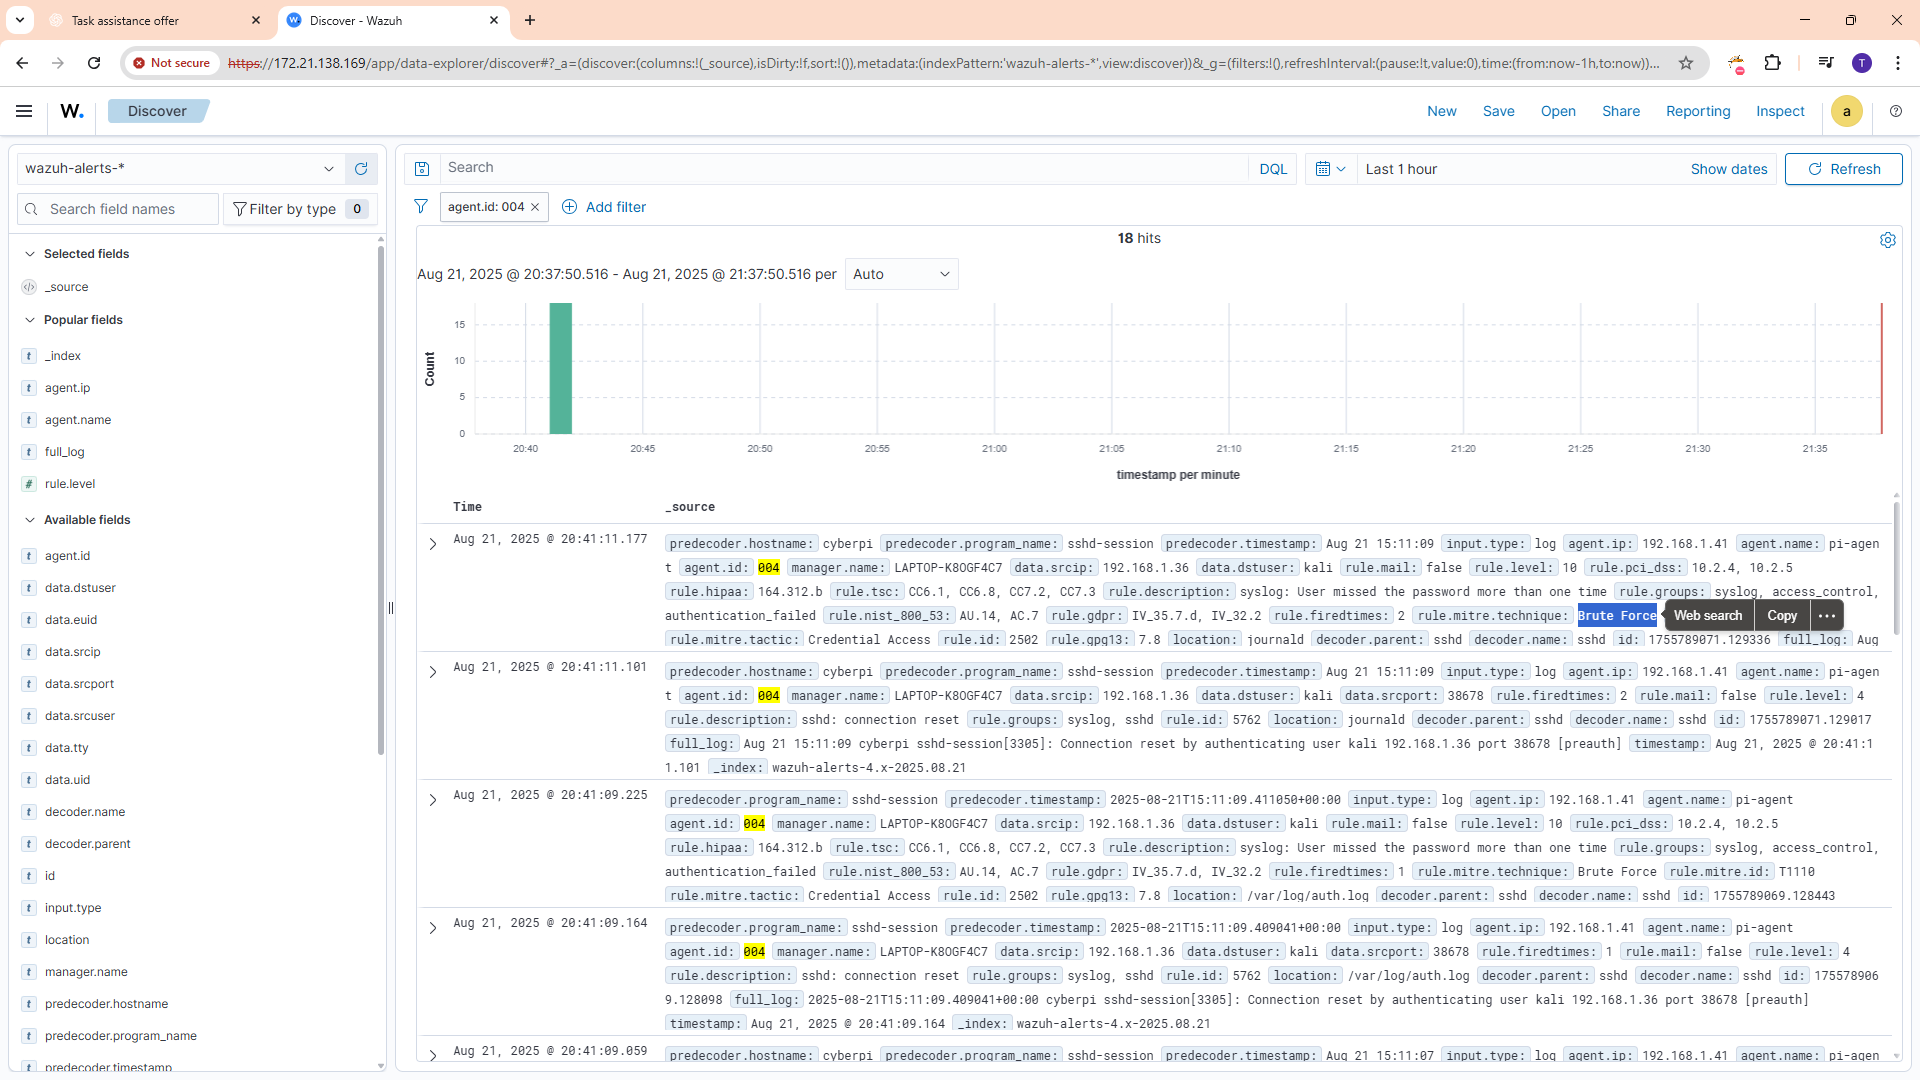 Task assistance offer
Discover - Wazuh
Not secure
https://172.21.138.169/app/data-explorer/discover#?_a=(discover:(columns:!(_source),isDirty:!f,sort:!()),metadata:(indexPattern:'wazuh-alerts-*',view:discover))&_g=(filters:!(),refreshInterval:(pause:!t,value:0),time:(from:now-1h,to:now))...
T
W.
Discover
New
Save
Open
Share
Reporting
Inspect
a
wazuh-alerts-*
Search
DQL
Last 1 hour
Show dates
Refresh
Search field names
Filter by type 0
agent.id: 004
Add filter
Selected fields
_source
Popular fields
t _index
t agent.ip
t agent.name
t full_log
# rule.level
Available fields
t agent.id
t data.dstuser
t data.euid
t data.srcip
t data.srcport
t data.srcuser
t data.tty
t data.uid
t decoder.name
t decoder.parent
t id
t input.type
t location
t manager.name
t predecoder.hostname
t predecoder.program_name
t predecoder.timestamp
18 hits
Aug 21, 2025 @ 20:37:50.516 - Aug 21, 2025 @ 21:37:50.516 per
Auto
Count
15
10
5
0
20:40 20:45 20:50 20:55 21:00 21:05 21:10 21:15 21:20 21:25 21:30 21:35
timestamp per minute
Time _source
Aug 21, 2025 @ 20:41:11.177
predecoder.hostname: cyberpi predecoder.program_name: sshd-session predecoder.timestamp: Aug 21 15:11:09 input.type: log agent.ip: 192.168.1.41 agent.name: pi-agen
t agent.id: 004 manager.name: LAPTOP-K8OGF4C7 data.srcip: 192.168.1.36 data.dstuser: kali rule.mail: false rule.level: 10 rule.pci_dss: 10.2.4, 10.2.5
rule.hipaa: 164.312.b rule.tsc: CC6.1, CC6.8, CC7.2, CC7.3 rule.description: syslog: User missed the password more than one time rule.groups: syslog, access_control,
authentication_failed rule.nist_800_53: AU.14, AC.7 rule.gdpr: IV_35.7.d, IV_32.2 rule.firedtimes: 2 rule.mitre.technique: Brute Force
Web search
Copy
rule.mitre.tactic: Credential Access rule.id: 2502 rule.gpg13: 7.8 location: journald decoder.parent: sshd decoder.name: sshd id: 1755789071.129336 full_log: Aug
Aug 21, 2025 @ 20:41:11.101
predecoder.hostname: cyberpi predecoder.program_name: sshd-session predecoder.timestamp: Aug 21 15:11:09 input.type: log agent.ip: 192.168.1.41 agent.name: pi-agen
t agent.id: 004 manager.name: LAPTOP-K8OGF4C7 data.srcip: 192.168.1.36 data.dstuser: kali data.srcport: 38678 rule.firedtimes: 2 rule.mail: false rule.level: 4
rule.description: sshd: connection reset rule.groups: syslog, sshd rule.id: 5762 location: journald decoder.parent: sshd decoder.name: sshd id: 1755789071.129017
full_log: Aug 21 15:11:09 cyberpi sshd-session[3305]: Connection reset by authenticating user kali 192.168.1.36 port 38678 [preauth] timestamp: Aug 21, 2025 @ 20:41:1
1.101 _index: wazuh-alerts-4.x-2025.08.21
Aug 21, 2025 @ 20:41:09.225
predecoder.program_name: sshd-session predecoder.timestamp: 2025-08-21T15:11:09.411050+00:00 input.type: log agent.ip: 192.168.1.41 agent.name: pi-agent
agent.id: 004 manager.name: LAPTOP-K8OGF4C7 data.srcip: 192.168.1.36 data.dstuser: kali rule.mail: false rule.level: 10 rule.pci_dss: 10.2.4, 10.2.5
rule.hipaa: 164.312.b rule.tsc: CC6.1, CC6.8, CC7.2, CC7.3 rule.description: syslog: User missed the password more than one time rule.groups: syslog, access_control,
authentication_failed rule.nist_800_53: AU.14, AC.7 rule.gdpr: IV_35.7.d, IV_32.2 rule.firedtimes: 1 rule.mitre.technique: Brute Force rule.mitre.id: T1110
rule.mitre.tactic: Credential Access rule.id: 2502 rule.gpg13: 7.8 location: /var/log/auth.log decoder.parent: sshd decoder.name: sshd id: 1755789069.128443
Aug 21, 2025 @ 20:41:09.164
predecoder.program_name: sshd-session predecoder.timestamp: 2025-08-21T15:11:09.409041+00:00 input.type: log agent.ip: 192.168.1.41 agent.name: pi-agent
agent.id: 004 manager.name: LAPTOP-K8OGF4C7 data.srcip: 192.168.1.36 data.dstuser: kali data.srcport: 38678 rule.firedtimes: 1 rule.mail: false rule.level: 4
rule.description: sshd: connection reset rule.groups: syslog, sshd rule.id: 5762 location: /var/log/auth.log decoder.parent: sshd decoder.name: sshd id: 175578906
9.128098 full_log: 2025-08-21T15:11:09.409041+00:00 cyberpi sshd-session[3305]: Connection reset by authenticating user kali 192.168.1.36 port 38678 [preauth]
timestamp: Aug 21, 2025 @ 20:41:09.164 _index: wazuh-alerts-4.x-2025.08.21
Aug 21, 2025 @ 20:41:09.059
predecoder.hostname: cyberpi predecoder.program_name: sshd-session predecoder.timestamp: Aug 21 15:11:07 input.type: log agent.ip: 192.168.1.41 agent.name: pi-agen